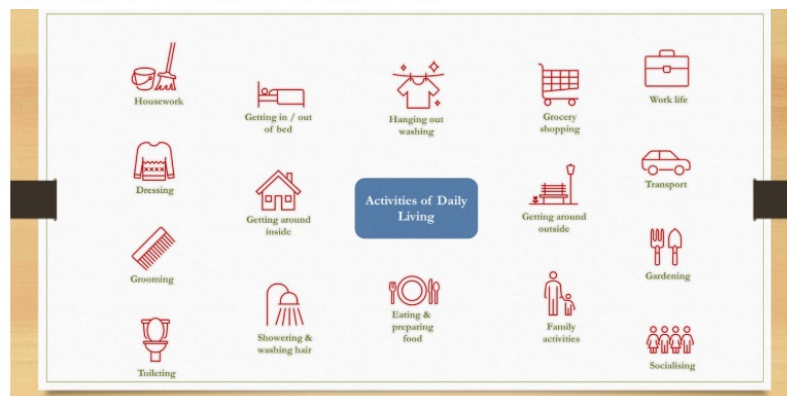 Housework
Getting in / out
of bed
Hanging out
washing
Grocery
shopping
Work life
Dressing
Getting around
inside
Activities of Daily
Living
Getting around
outside
Transport
Grooming
Showering &
washing hair
Eating &
preparing
food
Family
activities
Gardening
Toileting
Socialising